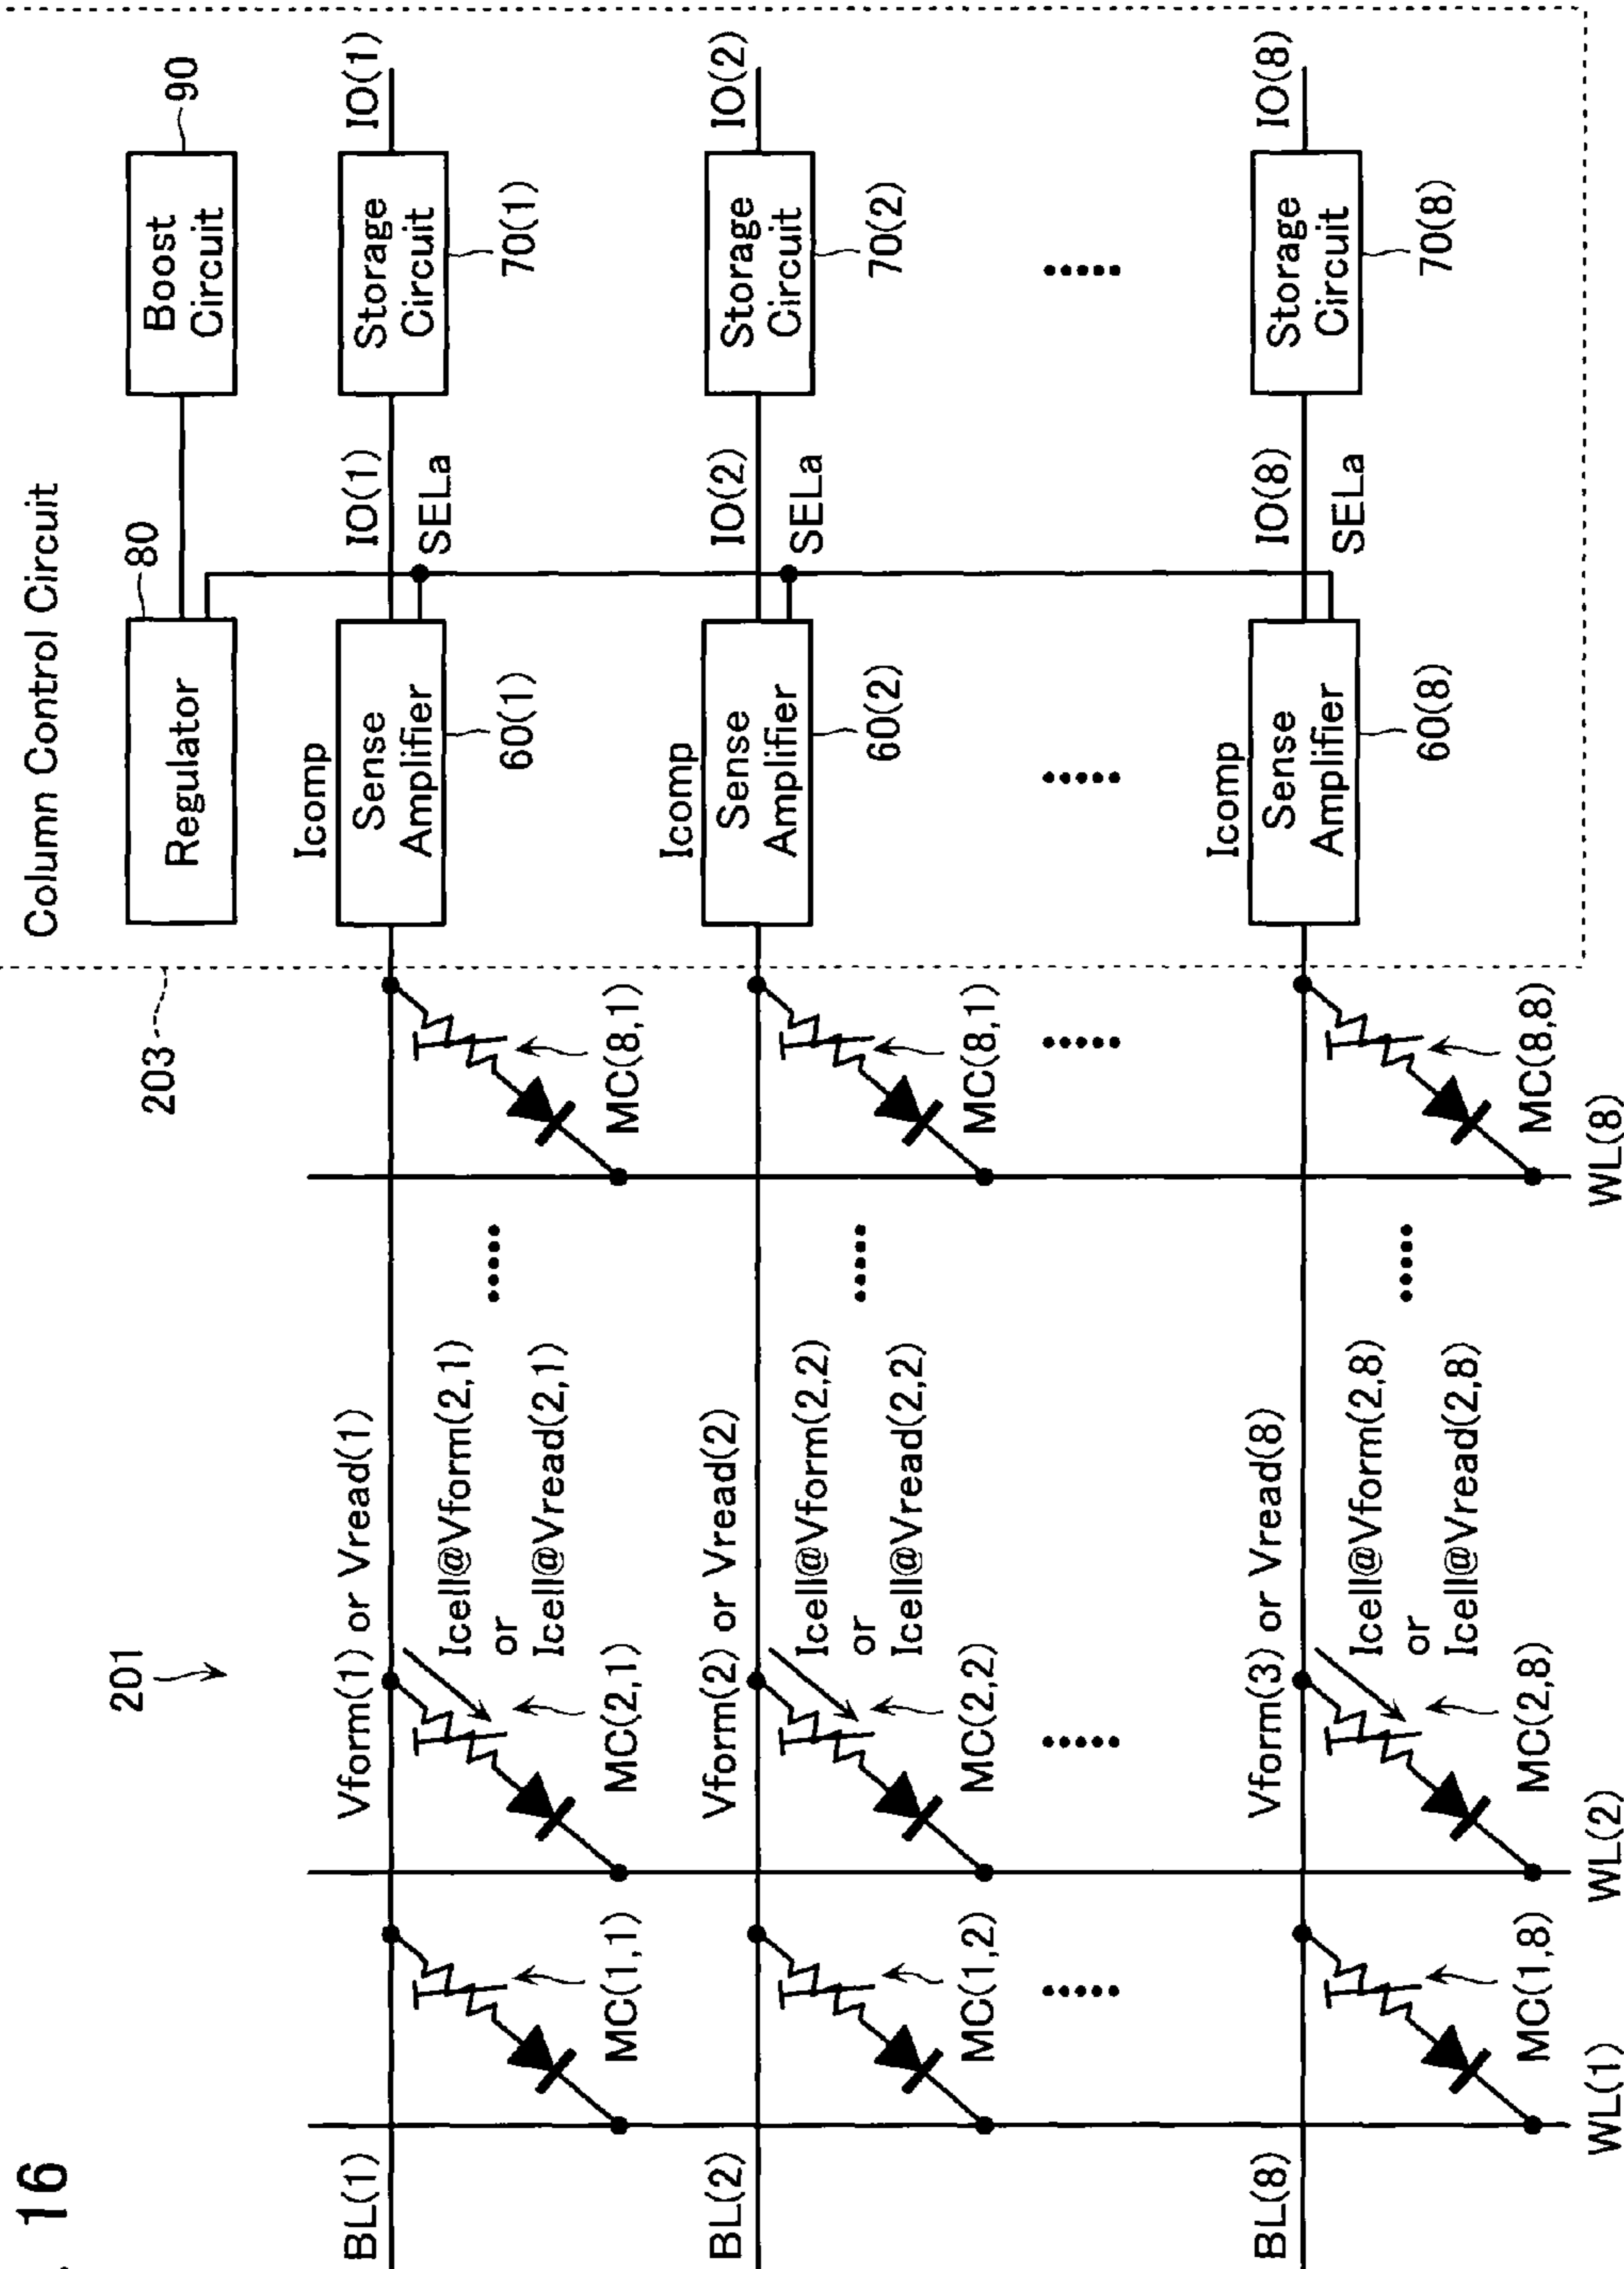 . 16
201
203
Column Control Circuit
Regulator
80
Boost
Circuit
90
BL(1)
Vform(1) or Vread(1)
Icomp
Sense
Amplifier
60(1)
IO(1)
SELa
Storage
Circuit
70(1)
IO(1)
MC(1,1)
MC(2,1)
Icell@Vform(2,1)
or
Icell@Vread(2,1)
.....
MC(8,1)
BL(2)
Vform(2) or Vread(2)
Icomp
Sense
Amplifier
60(2)
IO(2)
SELa
Storage
Circuit
70(2)
IO(2)
MC(1,2)
MC(2,2)
Icell@Vform(2,2)
or
Icell@Vread(2,2)
.....
MC(8,1)
.....
.....
.....
.....
.....
BL(8)
Vform(3) or Vread(8)
Icomp
Sense
Amplifier
60(8)
IO(8)
SELa
Storage
Circuit
70(8)
IO(8)
MC(1,8)
MC(2,8)
Icell@Vform(2,8)
or
Icell@Vread(2,8)
.....
MC(8,8)
WL(1)
WL(2)
WL(8)